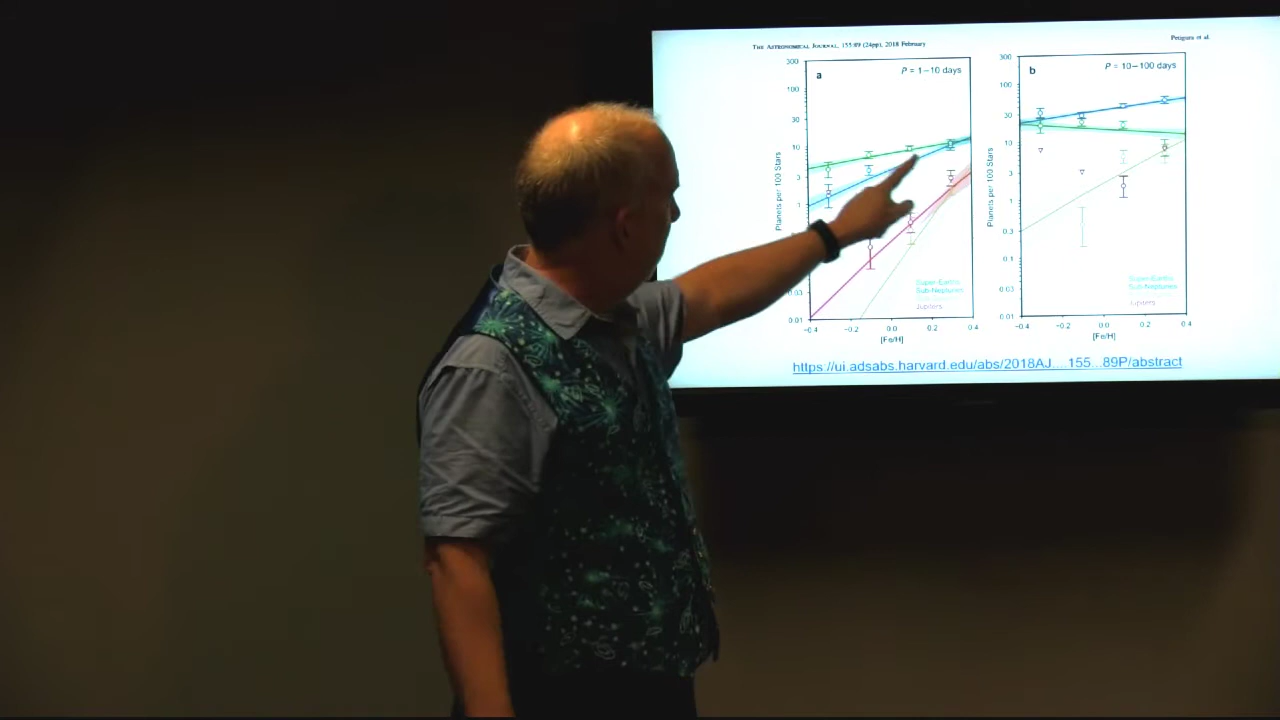 THE ASTRONOMICAL JOURNAL, 155:89 (24pp), 2018 February
Petigura et al.
a
P = 1−10 days
300
100
30
10
3
1
0.03
0.01
Planets per 100 Stars
Super-Earths
Sub-Neptunes
Jupiters
−0.4
−0.2
0.0
0.2
0.4
[Fe/H]
b
P = 10−100 days
300
100
30
10
3
1
0.3
0.1
0.03
0.01
Planets per 100 Stars
Super-Earths
Sub-Neptunes
Jupiters
−0.4
−0.2
0.0
0.2
0.4
[Fe/H]
https://ui.adsabs.harvard.edu/abs/2018AJ....155...89P/abstract